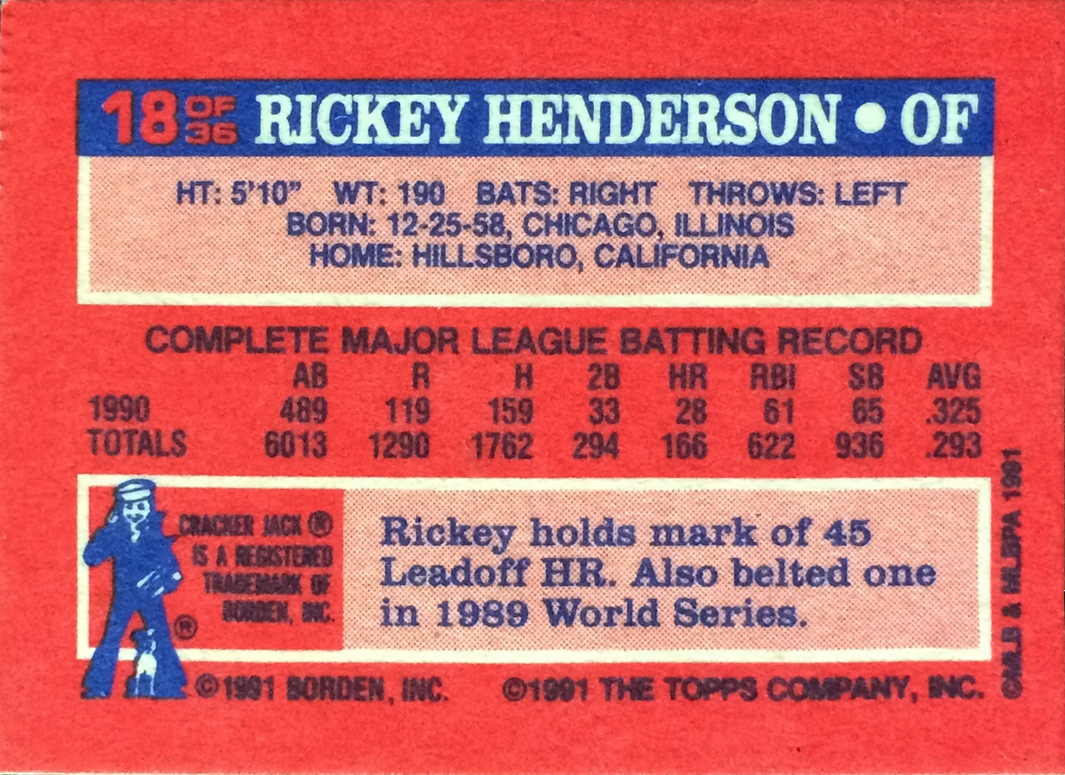 18 OF 36 RICKEY HENDERSON • OF
HT: 5'10" WT: 190 BATS: RIGHT THROWS: LEFT
BORN: 12-25-58, CHICAGO, ILLINOIS
HOME: HILLSBORO, CALIFORNIA
COMPLETE MAJOR LEAGUE BATTING RECORD
AB R H 2B HR RBI SB AVG
1990 489 119 159 33 28 61 65 .325
TOTALS 6013 1290 1762 294 166 622 936 .293
CRACKER JACK ®
IS A REGISTERED
TRADEMARK OF
BORDEN, INC.
®
Rickey holds mark of 45
Leadoff HR. Also belted one
in 1989 World Series.
©1991 BORDEN, INC. ©1991 THE TOPPS COMPANY, INC.
©MLB & MLBPA 1991